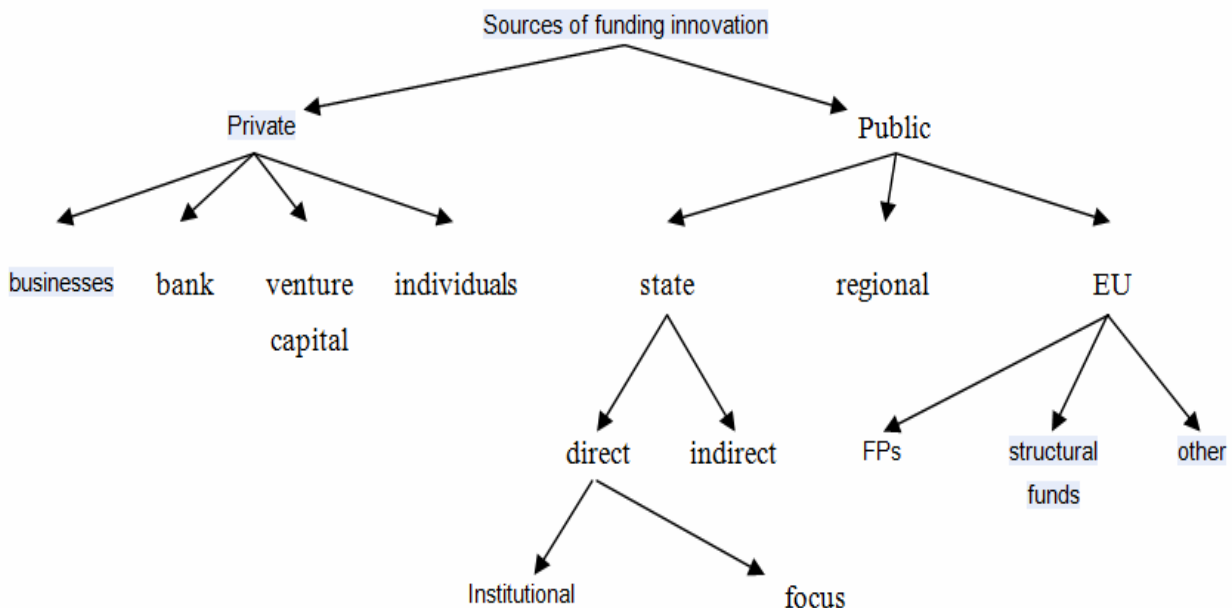 Sources of funding innovation
Private
Public
businesses
bank
venture
capital
individuals
state
regional
EU
direct
indirect
FPs
structural
funds
other
Institutional
focus